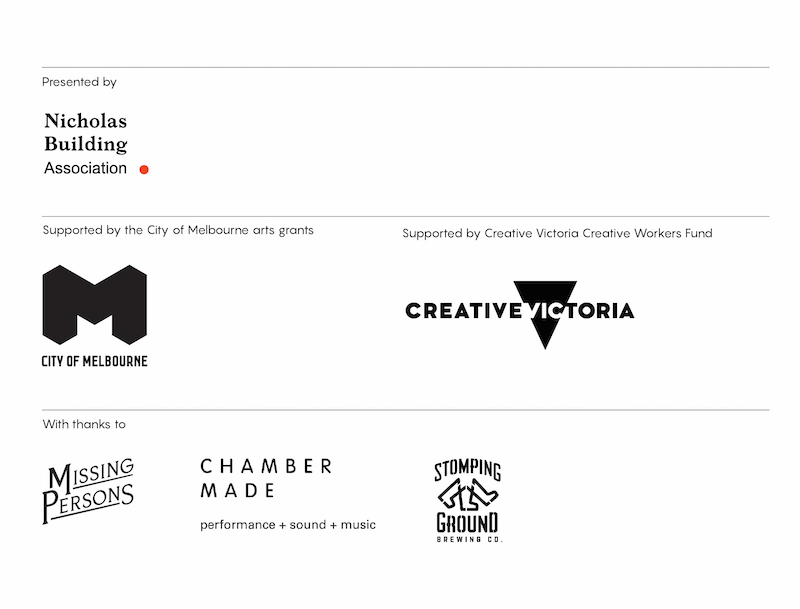 Presented by
Nicholas
Building
Association
Supported by the City of Melbourne arts grants
Supported by Creative Victoria Creative Workers Fund
CITY OF MELBOURNE
CREATIVE VICTORIA
With thanks to
MISSING
PERSONS
CHAMBER
MADE
performance + sound + music
STOMPING
GROUND
BREWING CO.